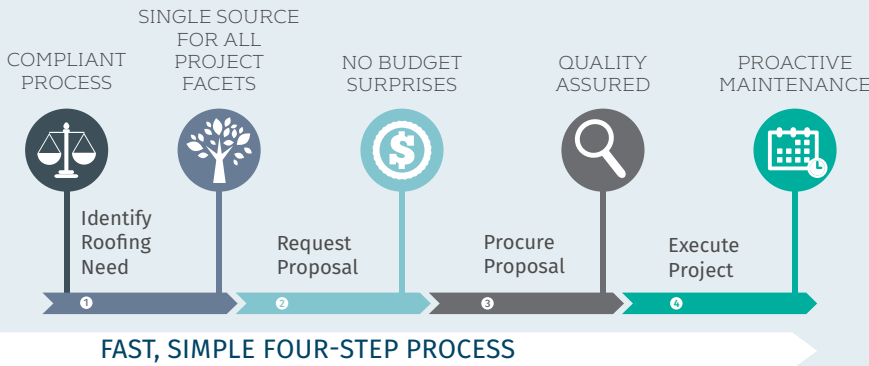 COMPLIANT
PROCESS
SINGLE SOURCE
FOR ALL
PROJECT
FACETS
NO BUDGET
SURPRISES
QUALITY
ASSURED
PROACTIVE
MAINTENANCE
$
Identify
Roofing
Need
Request
Proposal
Procure
Proposal
Execute
Project
1
2
3
4
FAST, SIMPLE FOUR-STEP PROCESS